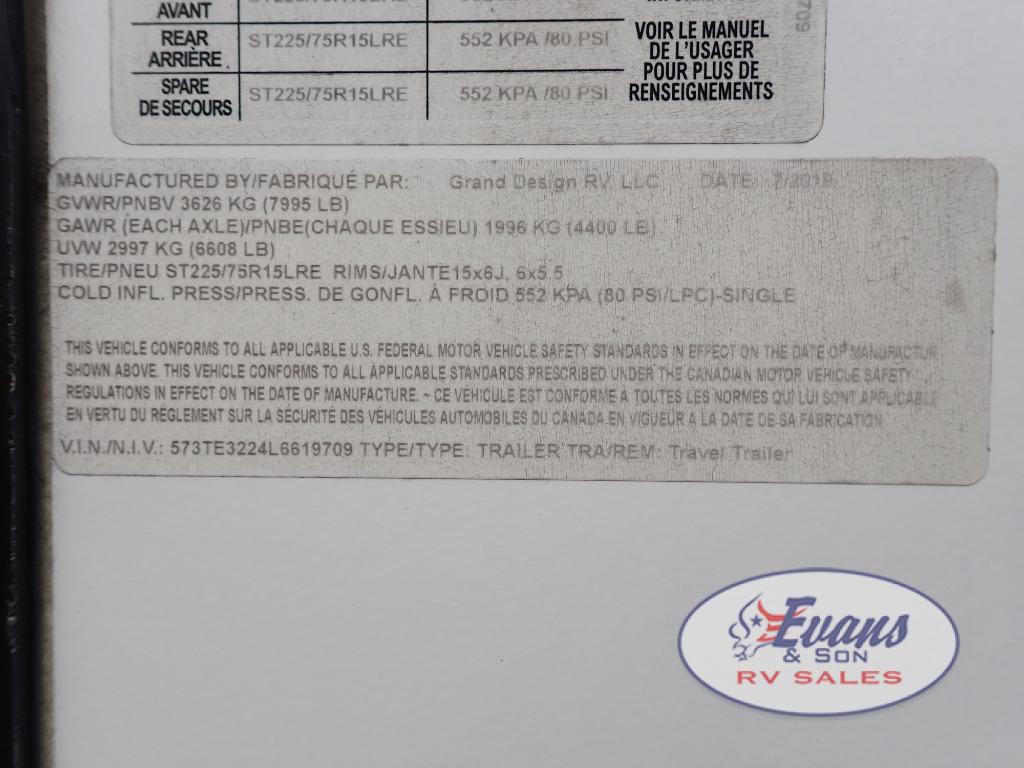 AVANT
REAR
ARRIÈRE
ST225/75R15LRE
552 KPA /80 PSI
SPARE
DE SECOURS
ST225/75R15LRE
552 KPA /80 PSI
VOIR LE MANUEL
DE L'USAGER
POUR PLUS DE
RENSEIGNEMENTS
709
MANUFACTURED BY/FABRIQUÉ PAR: Grand Design RV, LLC DATE: 7/2019
GVWR/PNBV 3626 KG (7995 LB)
GAWR (EACH AXLE)/PNBE(CHAQUE ESSIEU) 1996 KG (4400 LB)
UVW 2997 KG (6608 LB)
TIRE/PNEU ST225/75R15LRE RIMS/JANTE15x6J, 6x5.5
COLD INFL. PRESS/PRESS. DE GONFL. À FROID 552 KPA (80 PSI/LPC)-SINGLE
THIS VEHICLE CONFORMS TO ALL APPLICABLE U.S. FEDERAL MOTOR VEHICLE SAFETY STANDARDS IN EFFECT ON THE DATE OF MANUFACTUR
SHOWN ABOVE. THIS VEHICLE CONFORMS TO ALL APPLICABLE STANDARDS PRESCRIBED UNDER THE CANADIAN MOTOR VEHICLE SAFETY
REGULATIONS IN EFFECT ON THE DATE OF MANUFACTURE. ~ CE VÉHICULE EST CONFORME À TOUTES LES NORMES QUI LUI SONT APPLICABLE
EN VERTU DU RÉGLEMENT SUR LA SÉCURITÉ DES VÉHICULES AUTOMOBILES DU CANADA EN VIGUEUR A LA DATE DE SA FABRICATION
V.I.N./N.I.V.: 573TE3224L6619709 TYPE/TYPE: TRAILER TRA/REM: Travel Trailer
Evans
& SON
RV SALES